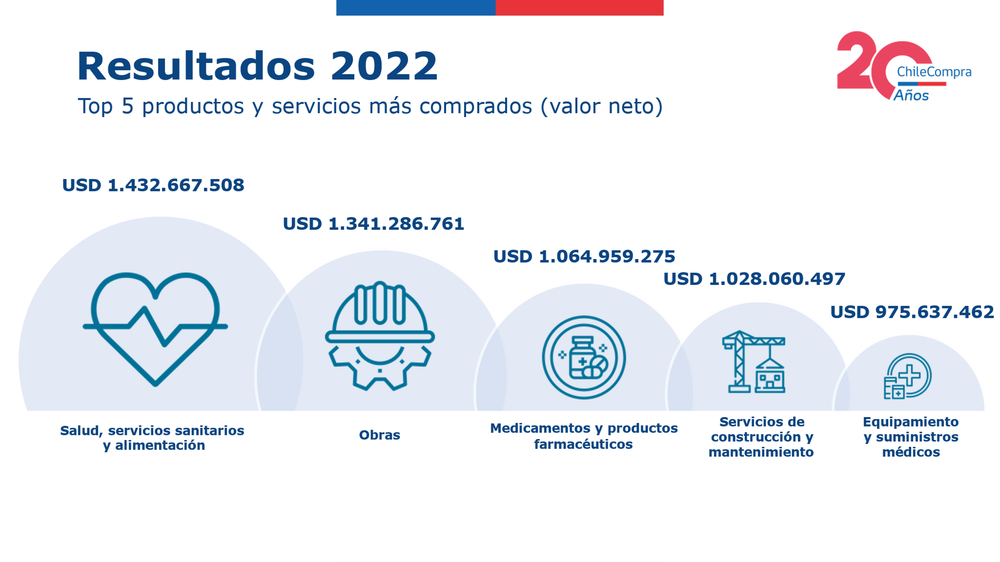 Resultados 2022
Top 5 productos y servicios más comprados (valor neto)
20
ChileCompra
Años
USD 1.432.667.508
USD 1.341.286.761
USD 1.064.959.275
USD 1.028.060.497
USD 975.637.462
Salud, servicios sanitarios
y alimentación
Obras
Medicamentos y productos
farmacéuticos
Servicios de
construcción y
mantenimiento
Equipamiento
y suministros
médicos